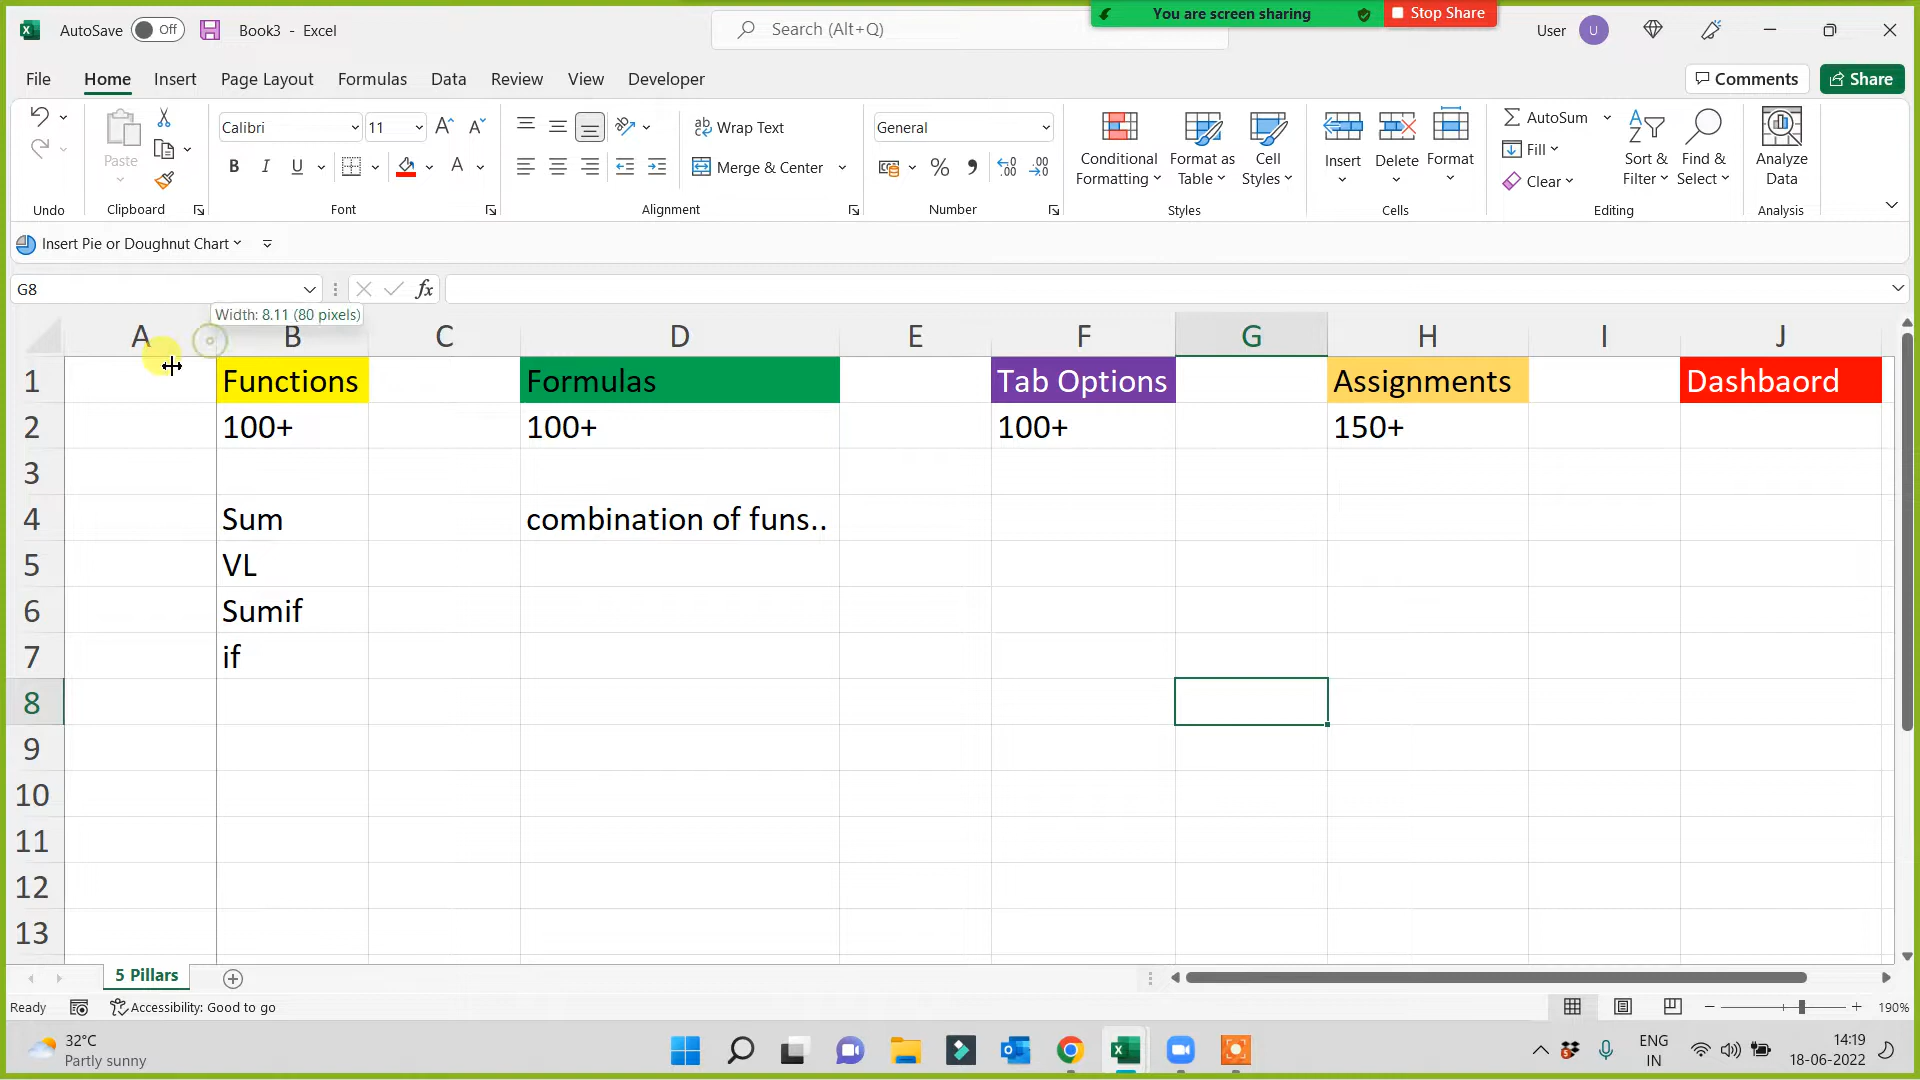 You are screen sharing
Stop Share
AutoSave
Off
Book3 - Excel
Search (Alt+Q)
User
U
File
Home
Insert
Page Layout
Formulas
Data
Review
View
Developer
Comments
Share
Paste
Calibri
11
A^
A˅
B
I
U
A
ab
Wrap Text
Merge & Center
General
%
Conditional
Formatting
Format as
Table
Cell
Styles
Insert
Delete
Format
AutoSum
Fill
Clear
Sort &
Filter
Find &
Select
Analyze
Data
Undo
Clipboard
Font
Alignment
Number
Styles
Cells
Editing
Analysis
Insert Pie or Doughnut Chart
G8
fx
Width: 8.11 (80 pixels)
A B C D E F G H I J
1 Functions Formulas Tab Options Assignments Dashbaord
2 100+ 100+ 100+ 150+
3
4 Sum combination of funs..
5 VL
6 Sumif
7 if
8
9
10
11
12
13
5 Pillars
Ready
Accessibility: Good to go
190%
32°C
Partly sunny
ENG
IN
14:19
18-06-2022